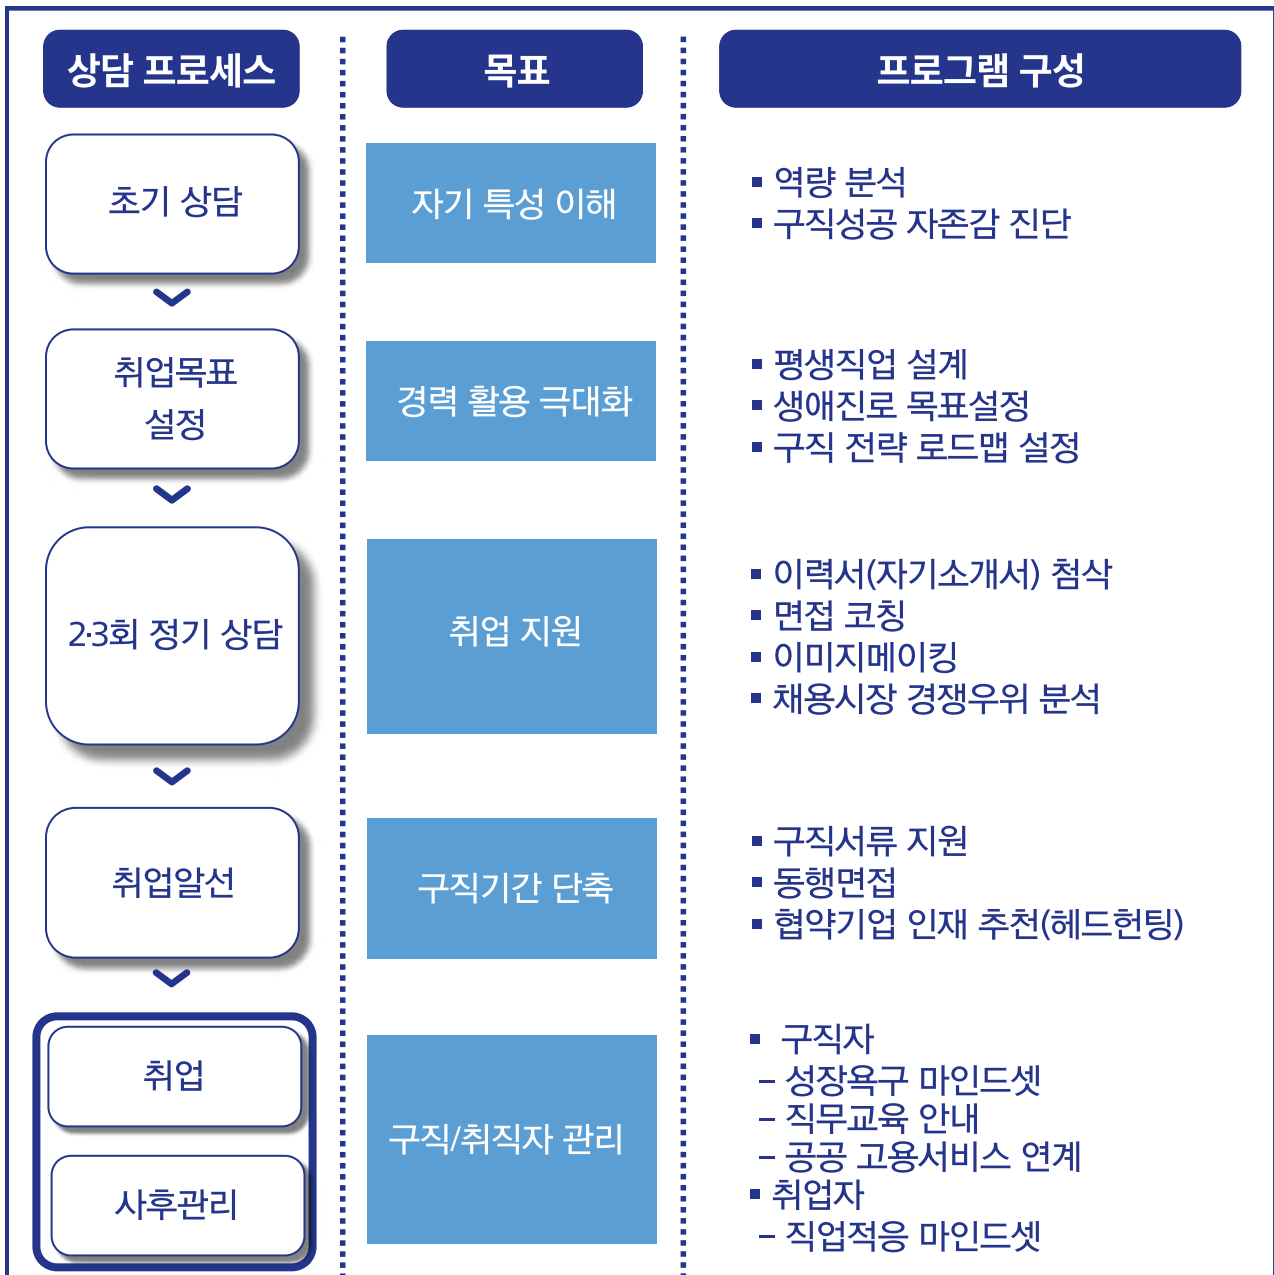 상담 프로세스
목표
프로그램 구성
초기 상담
자기 특성 이해
▪ 역량 분석
▪ 구직성공 자존감 진단
취업목표
설정
경력 활용 극대화
▪ 평생직업 설계
▪ 생애진로 목표설정
▪ 구직 전략 로드맵 설정
2·3회 정기 상담
취업 지원
▪ 이력서(자기소개서) 첨삭
▪ 면접 코칭
▪ 이미지메이킹
▪ 채용시장 경쟁우위 분석
취업알선
구직기간 단축
▪ 구직서류 지원
▪ 동행면접
▪ 협약기업 인재 추천(헤드헌팅)
취업
사후관리
구직/취직자 관리
▪ 구직자
– 성장욕구 마인드셋
– 직무교육 안내
– 공공 고용서비스 연계
▪ 취업자
– 직업적응 마인드셋